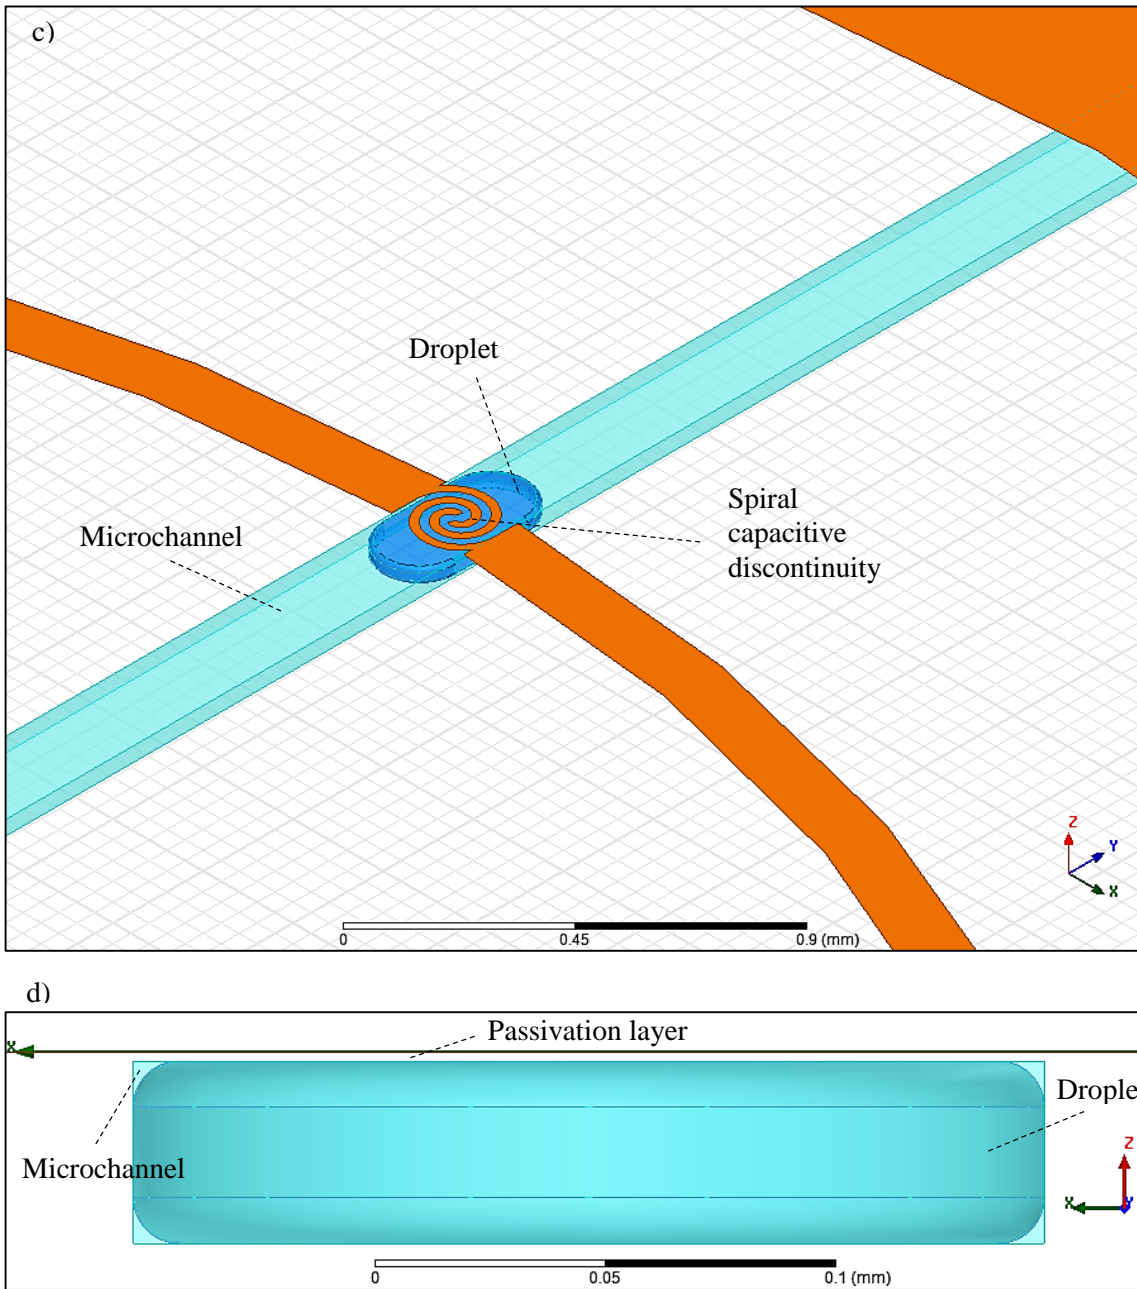 c)
Droplet
Spiral
capacitive
discontinuity
Microchannel
Z
Y
X
0
0.45
0.9 (mm)
d)
Passivation layer
X
Drople
Microchannel
Z
X
Y
0
0.05
0.1 (mm)